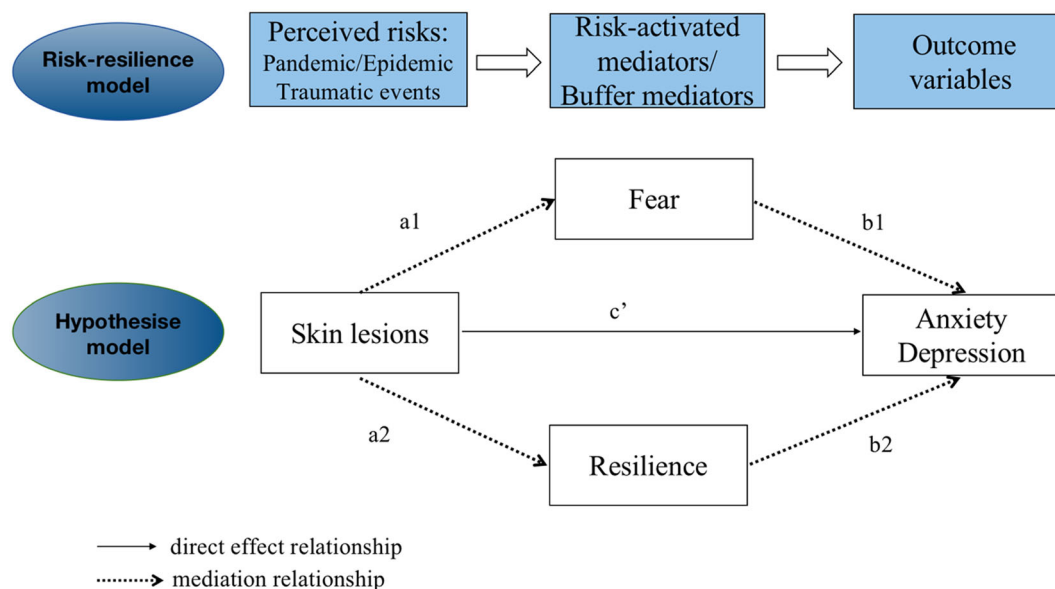 Risk-resilience
model
Perceived risks:
Pandemic/Epidemic
Traumatic events
Risk-activated
mediators/
Buffer mediators
Outcome
variables
Fear
a1
b1
Hypothesise
model
Skin lesions
c’
Anxiety
Depression
a2
b2
Resilience
direct effect relationship
mediation relationship